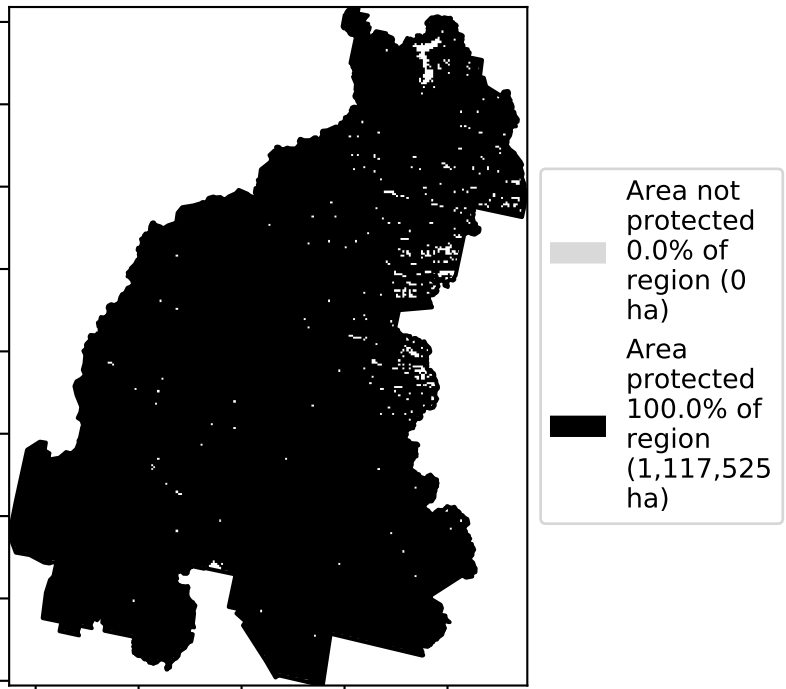 Area not
protected
0.0% of
region (0
ha)
Area
protected
100.0% of
region
(1,117,525
ha)